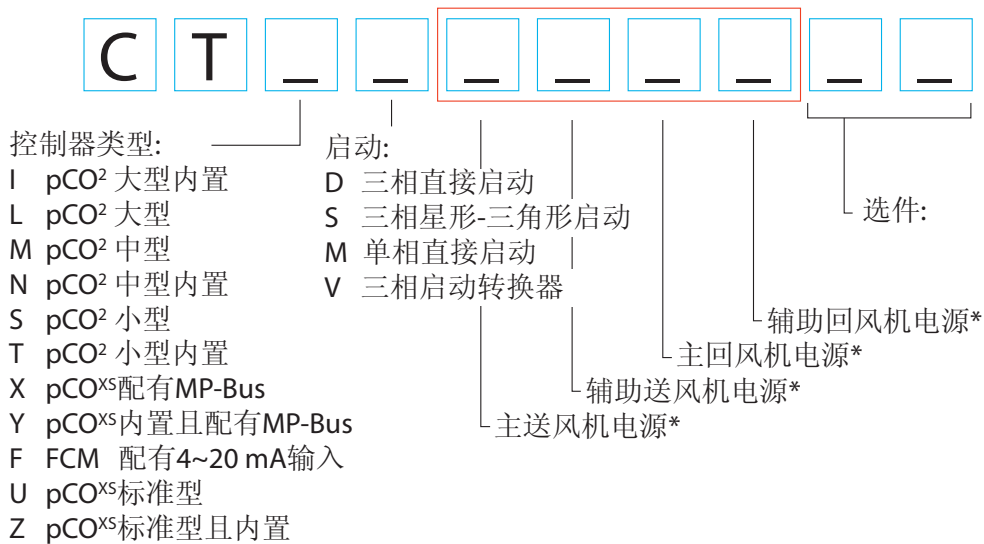 C T _ _ _ _ _ _ _ _
控制器类型:
I pCO² 大型内置
L pCO² 大型
M pCO² 中型
N pCO² 中型内置
S pCO² 小型
T pCO² 小型内置
X pCOXS配有MP-Bus
Y pCOXS内置且配有MP-Bus
F FCM 配有4~20 mA输入
U pCOXS标准型
Z pCOXS标准型且内置
启动:
D 三相直接启动
S 三相星形-三角形启动
M 单相直接启动
V 三相启动转换器
主送风机电源*
辅助送风机电源*
主回风机电源*
辅助回风机电源*
选件: